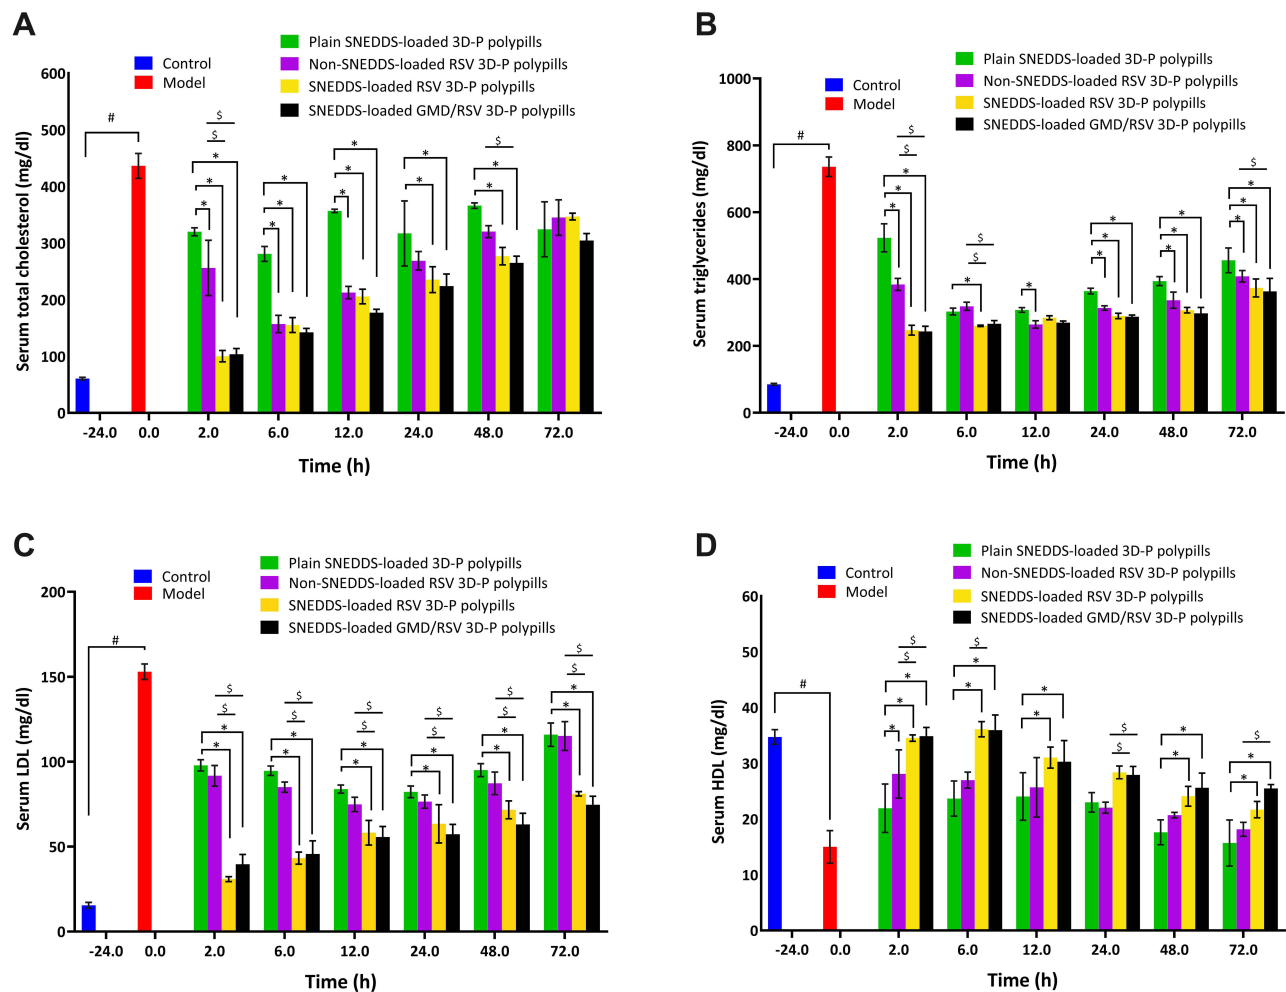 A
Plain SNEDDS-loaded 3D-P polypills
Non-SNEDDS-loaded RSV 3D-P polypills
SNEDDS-loaded RSV 3D-P polypills
SNEDDS-loaded GMD/RSV 3D-P polypills
Control
Model
Serum total cholesterol (mg/dl)
600
500
400
300
200
100
0
#
* * * $ $
* * *
* * *
* *
* * $
-24.0 0.0 2.0 6.0 12.0 24.0 48.0 72.0
Time (h)
B
Plain SNEDDS-loaded 3D-P polypills
Non-SNEDDS-loaded RSV 3D-P polypills
SNEDDS-loaded RSV 3D-P polypills
SNEDDS-loaded GMD/RSV 3D-P polypills
Control
Model
Serum triglycerides (mg/dl)
1000
800
600
400
200
0
#
* * * $ $
* $ $
*
* * *
* * *
* * * $
-24.0 0.0 2.0 6.0 12.0 24.0 48.0 72.0
Time (h)
C
Plain SNEDDS-loaded 3D-P polypills
Non-SNEDDS-loaded RSV 3D-P polypills
SNEDDS-loaded RSV 3D-P polypills
SNEDDS-loaded GMD/RSV 3D-P polypills
Control
Model
Serum LDL (mg/dl)
200
150
100
50
0
#
* * $ $
* * $ $
* * $ $
* * $ $
* * $ $
* * $ $
-24.0 0.0 2.0 6.0 12.0 24.0 48.0 72.0
Time (h)
D
Plain SNEDDS-loaded 3D-P polypills
Non-SNEDDS-loaded RSV 3D-P polypills
SNEDDS-loaded RSV 3D-P polypills
SNEDDS-loaded GMD/RSV 3D-P polypills
Control
Model
Serum HDL (mg/dl)
60
50
40
30
20
10
0
#
* * * $ $
* * $
* *
$ $
* *
* * $
-24.0 0.0 2.0 6.0 12.0 24.0 48.0 72.0
Time (h)